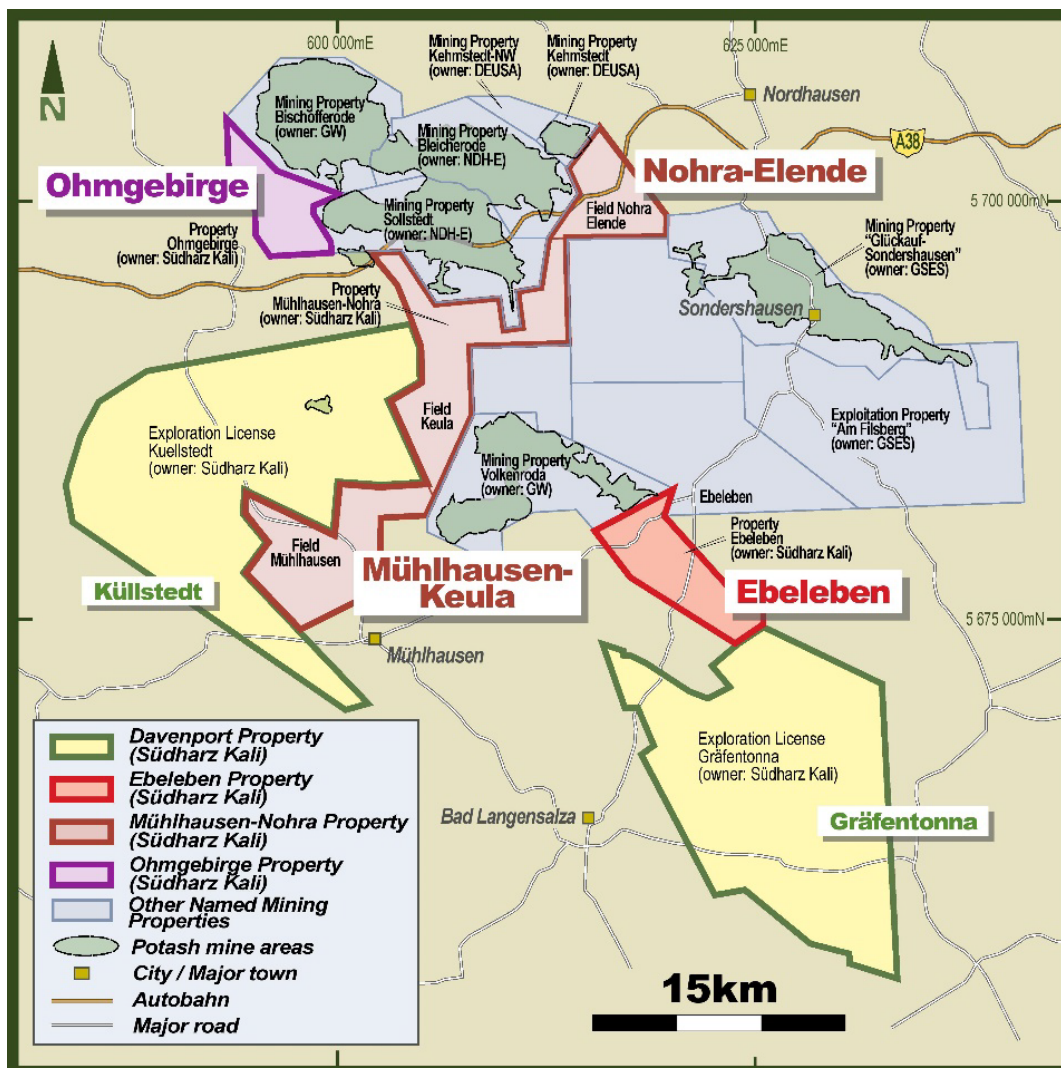 600 000mE
625 000mE
N
Mining Property
Kehmstedt-NW
(owner: DEUSA)
Mining Property
Kehmstedt
(owner: DEUSA)
Nordhausen
Mining Property
Bischöfferode
(owner: GW)
Mining Property
Bleicherode
(owner: NDH-E)
A38
Ohmgebirge
Nohra-Elende
5 700 000mN
Mining Property
Sollstedt
(owner: NDH-E)
Field Nohra
Elende
Property
Ohmgebirge
(owner: Südharz Kali)
Mining Property
"Glückauf-
Sondershausen"
(owner: GSES)
Property
Mühlhausen-Nohra
(owner: Südharz Kali)
Sondershausen
Field
Keula
Exploration License
Kuellstedt
(owner: Südharz Kali)
Exploitation Property
"Am Filsberg"
(owner: GSES)
Mining Property
Volkenroda
(owner: GW)
Ebeleben
Field
Mühlhausen
Property
Ebeleben
(owner: Südharz Kali)
Küllstedt
Mühlhausen-
Keula
Ebeleben
5 675 000mN
Mühlhausen
Exploration License
Gräfentonna
(owner: Südharz Kali)
Bad Langensalza
Gräfentonna
Davenport Property
(Südharz Kali)
Ebeleben Property
(Südharz Kali)
Mühlhausen-Nohra Property
(Südharz Kali)
Ohmgebirge Property
(Südharz Kali)
Other Named Mining
Properties
Potash mine areas
City / Major town
Autobahn
Major road
15km